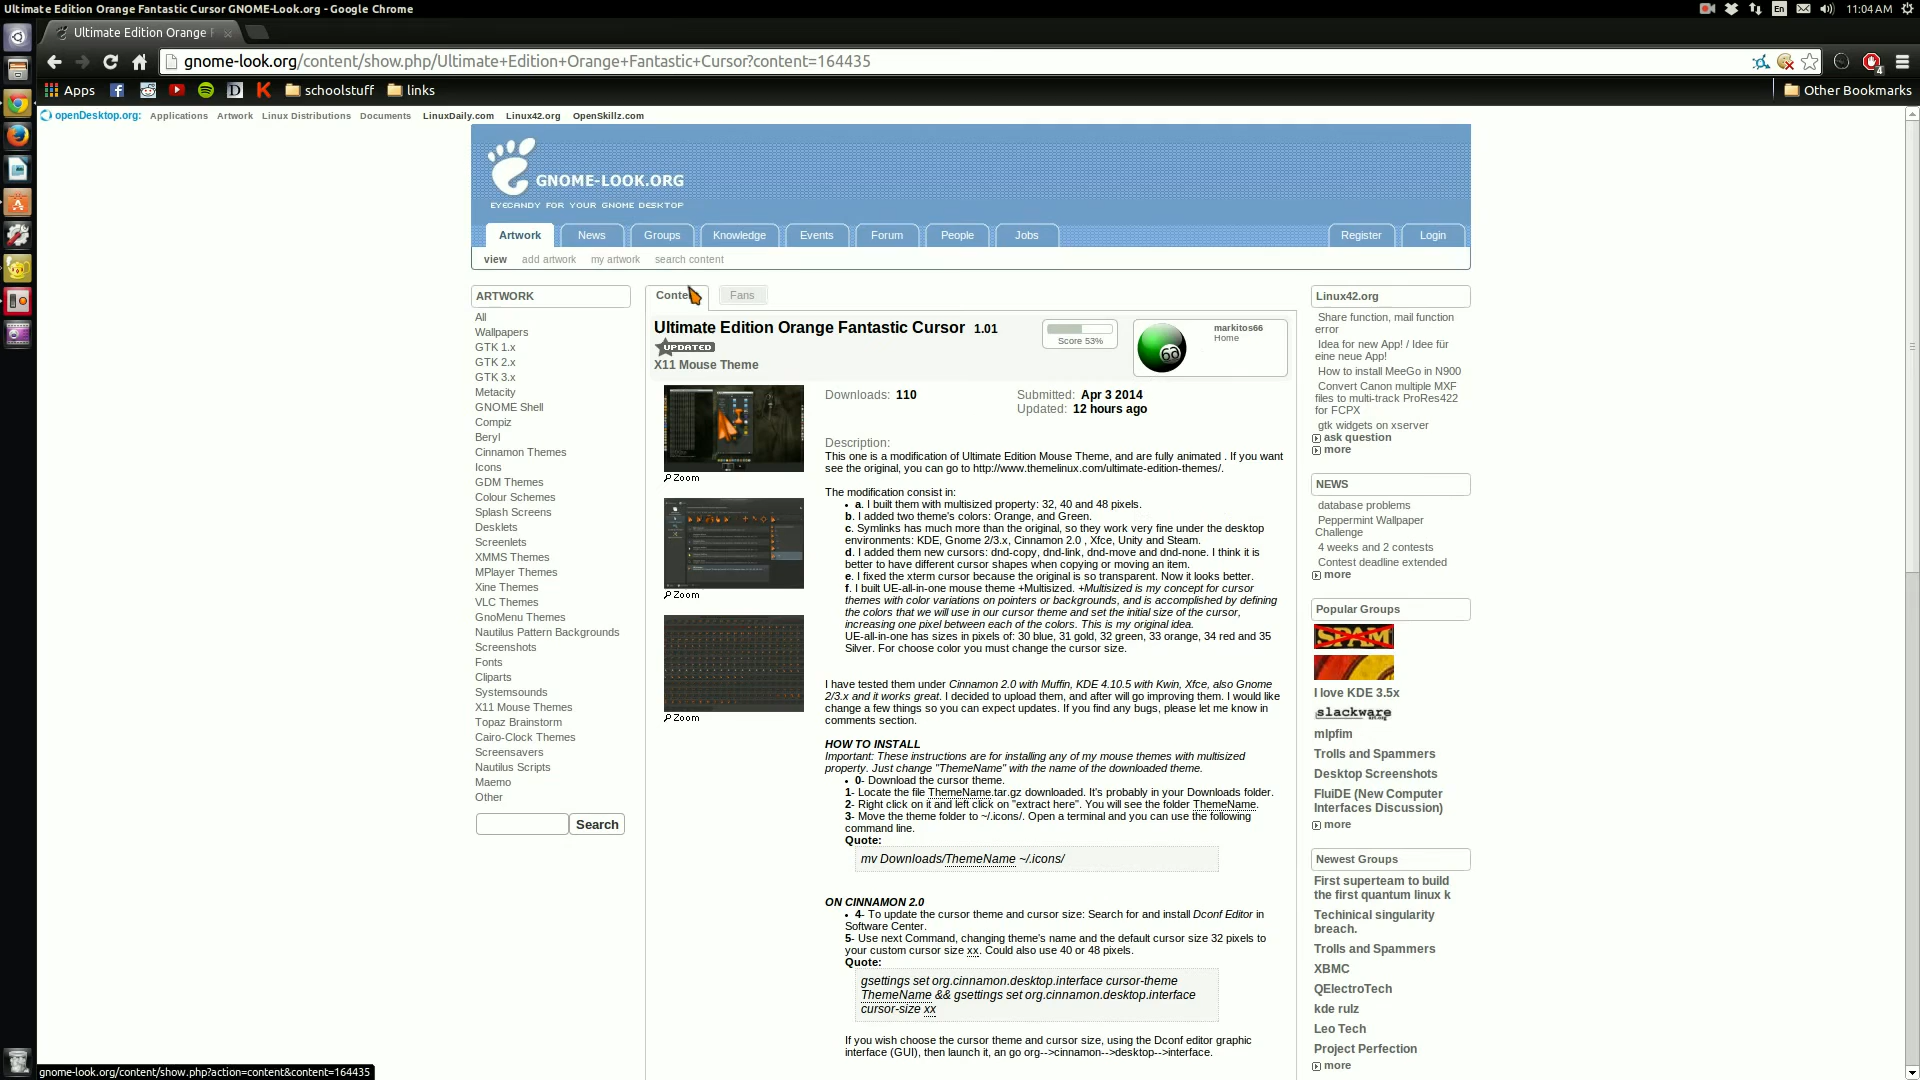 Ultimate Edition Orange Fantastic Cursor GNOME-Look.org - Google Chrome
En
11:04 AM
Ultimate Edition Orange F
gnome-look.org/content/show.php/Ultimate+Edition+Orange+Fantastic+Cursor?content=164435
4
Apps
schoolstuff
links
Other Bookmarks
openDesktop.org: Applications Artwork Linux Distributions Documents LinuxDaily.com Linux42.org OpenSkillz.com
GNOME-LOOK.ORG
EYECANDY FOR YOUR GNOME DESKTOP
Artwork News Groups Knowledge Events Forum People Jobs Register Login
view add artwork my artwork search content
ARTWORK
All
Wallpapers
GTK 1.x
GTK 2.x
GTK 3.x
Metacity
GNOME Shell
Compiz
Beryl
Cinnamon Themes
Icons
GDM Themes
Colour Schemes
Splash Screens
Desklets
Screenlets
XMMS Themes
MPlayer Themes
Xine Themes
VLC Themes
GnoMenu Themes
Nautilus Pattern Backgrounds
Screenshots
Fonts
Cliparts
Systemsounds
X11 Mouse Themes
Topaz Brainstorm
Cairo-Clock Themes
Screensavers
Nautilus Scripts
Maemo
Other
Search
Conte
Fans
Ultimate Edition Orange Fantastic Cursor 1.01
UPDATED
X11 Mouse Theme
Score 53%
66
markitos66
Home
Zoom
Zoom
Zoom
Downloads: 110
Submitted: Apr 3 2014
Updated: 12 hours ago
Description:
This one is a modification of Ultimate Edition Mouse Theme, and are fully animated . If you want
see the original, you can go to http://www.themelinux.com/ultimate-edition-themes/.
The modification consist in:
• a. I built them with multisized property: 32, 40 and 48 pixels.
b. I added two theme's colors: Orange, and Green.
c. Symlinks has much more than the original, so they work very fine under the desktop
environments: KDE, Gnome 2/3.x, Cinnamon 2.0 , Xfce, Unity and Steam.
d. I added them new cursors: dnd-copy, dnd-link, dnd-move and dnd-none. I think it is
better to have different cursor shapes when copying or moving an item.
e. I fixed the xterm cursor because the original is so transparent. Now it looks better.
f. I built UE-all-in-one mouse theme +Multisized. +Multisized is my concept for cursor
themes with color variations on pointers or backgrounds, and is accomplished by defining
the colors that we will use in our cursor theme and set the initial size of the cursor,
increasing one pixel between each of the colors. This is my original idea.
UE-all-in-one has sizes in pixels of: 30 blue, 31 gold, 32 green, 33 orange, 34 red and 35
Silver. For choose color you must change the cursor size.
I have tested them under Cinnamon 2.0 with Muffin, KDE 4.10.5 with Kwin, Xfce, also Gnome
2/3.x and it works great. I decided to upload them, and after will go improving them. I would like
change a few things so you can expect updates. If you find any bugs, please let me know in
comments section.
HOW TO INSTALL
Important: These instructions are for installing any of my mouse themes with multisized
property. Just change "ThemeName" with the name of the downloaded theme.
• 0- Download the cursor theme.
1- Locate the file ThemeName.tar.gz downloaded. It's probably in your Downloads folder.
2- Right click on it and left click on "extract here". You will see the folder ThemeName.
3- Move the theme folder to ~/.icons/. Open a terminal and you can use the following
command line.
Quote:
mv Downloads/ThemeName ~/.icons/
ON CINNAMON 2.0
• 4- To update the cursor theme and cursor size: Search for and install Dconf Editor in
Software Center.
5- Use next Command, changing theme's name and the default cursor size 32 pixels to
your custom cursor size xx. Could also use 40 or 48 pixels.
Quote:
gsettings set org.cinnamon.desktop.interface cursor-theme
ThemeName && gsettings set org.cinnamon.desktop.interface
cursor-size xx
If you wish choose the cursor theme and cursor size, using the Dconf editor graphic
interface (GUI), then launch it, an go org-->cinnamon-->desktop-->interface.
Linux42.org
Share function, mail function
error
Idea for new App! / Idee für
eine neue App!
How to install MeeGo in N900
Convert Canon multiple MXF
files to multi-track ProRes422
for FCPX
gtk widgets on xserver
ask question
more
NEWS
database problems
Peppermint Wallpaper
Challenge
4 weeks and 2 contests
Contest deadline extended
more
Popular Groups
SPAM
I love KDE 3.5x
slackware
art.org
mlpfim
Trolls and Spammers
Desktop Screenshots
FluiDE (New Computer
Interfaces Discussion)
more
Newest Groups
First superteam to build
the first quantum linux k
Techinical singularity
breach.
Trolls and Spammers
XBMC
QElectroTech
kde rulz
Leo Tech
Project Perfection
more
gnome-look.org/content/show.php?action=content&content=164435